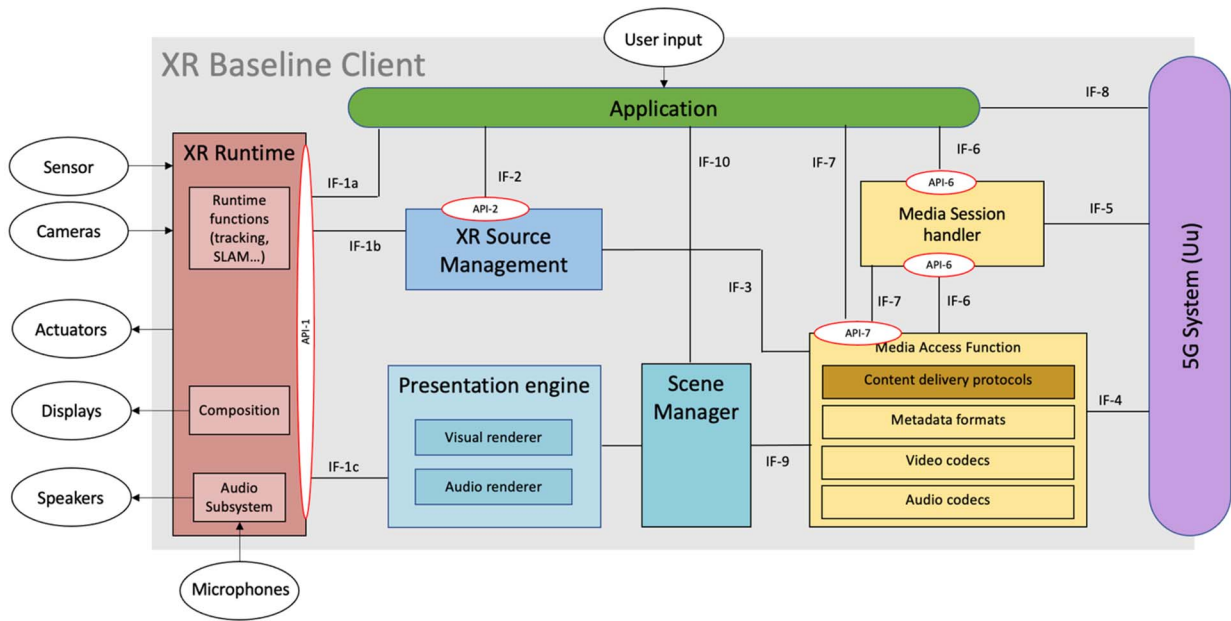 User input
XR Baseline Client
IF-8
Application
XR Runtime
Sensor
IF-10
IF-7
IF-6
IF-1a
IF-2
API-6
Runtime
functions
(tracking,
SLAM...)
API-2
Media Session
handler
IF-5
Cameras
IF-1b
XR Source
Management
API-6
IF-3
IF-7
IF-6
API-1
Actuators
API-7
Media Access Function
5G System (Uu)
Presentation engine
Scene
Manager
Content delivery protocols
Displays
Composition
IF-4
Metadata formats
Visual renderer
IF-9
Video codecs
IF-1c
Audio renderer
Speakers
Audio
Subsystem
Audio codecs
Microphones